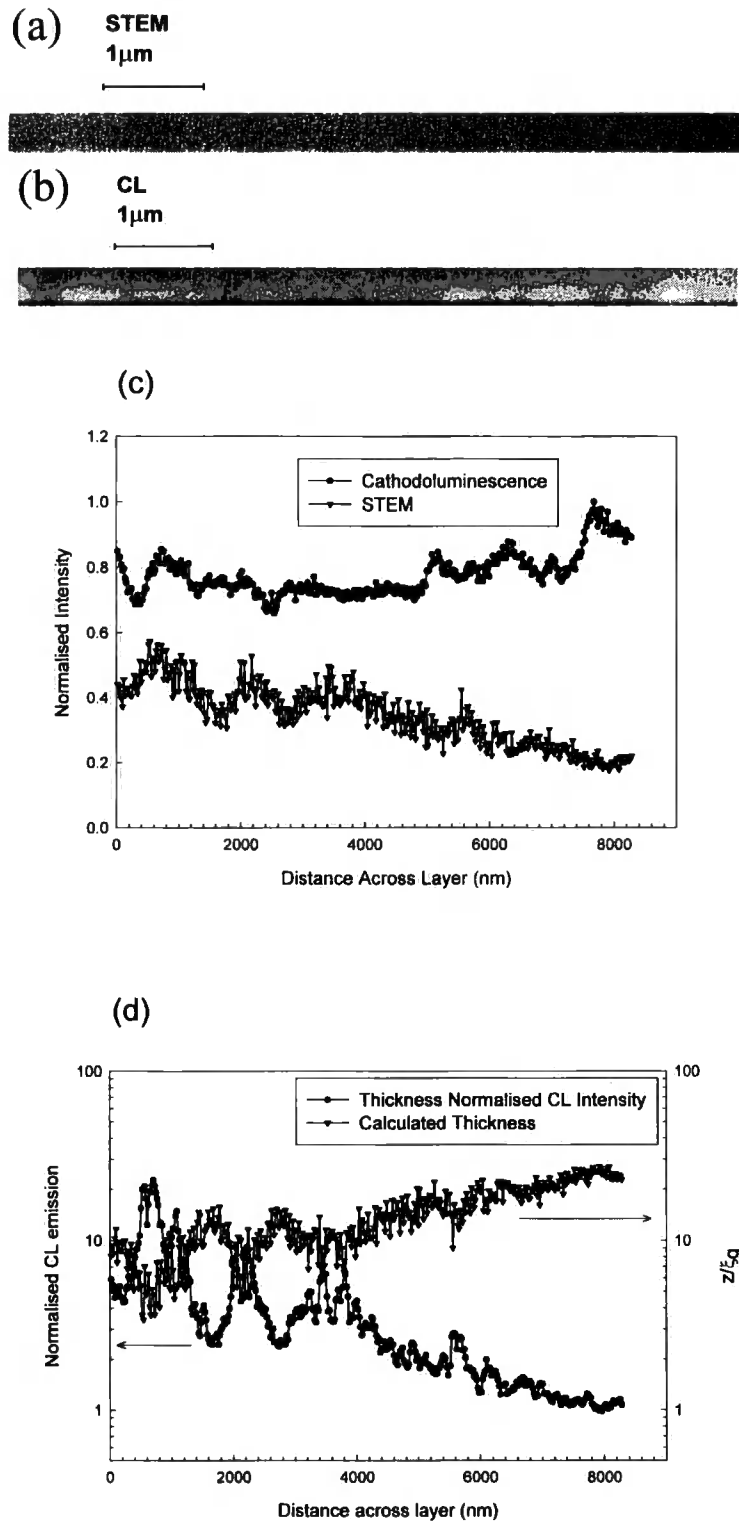 (a)
STEM
1µm
(b)
CL
1µm
(c)
1.2
1.0
0.8
0.6
0.4
0.2
0.0
Normalised Intensity
Cathodoluminescence
STEM
0 2000 4000 6000 8000
Distance Across Layer (nm)
(d)
100
10
1
Normalised CL emission
Thickness Normalised CL Intensity
Calculated Thickness
100
10
1
z/ξg
0 2000 4000 6000 8000
Distance across layer (nm)